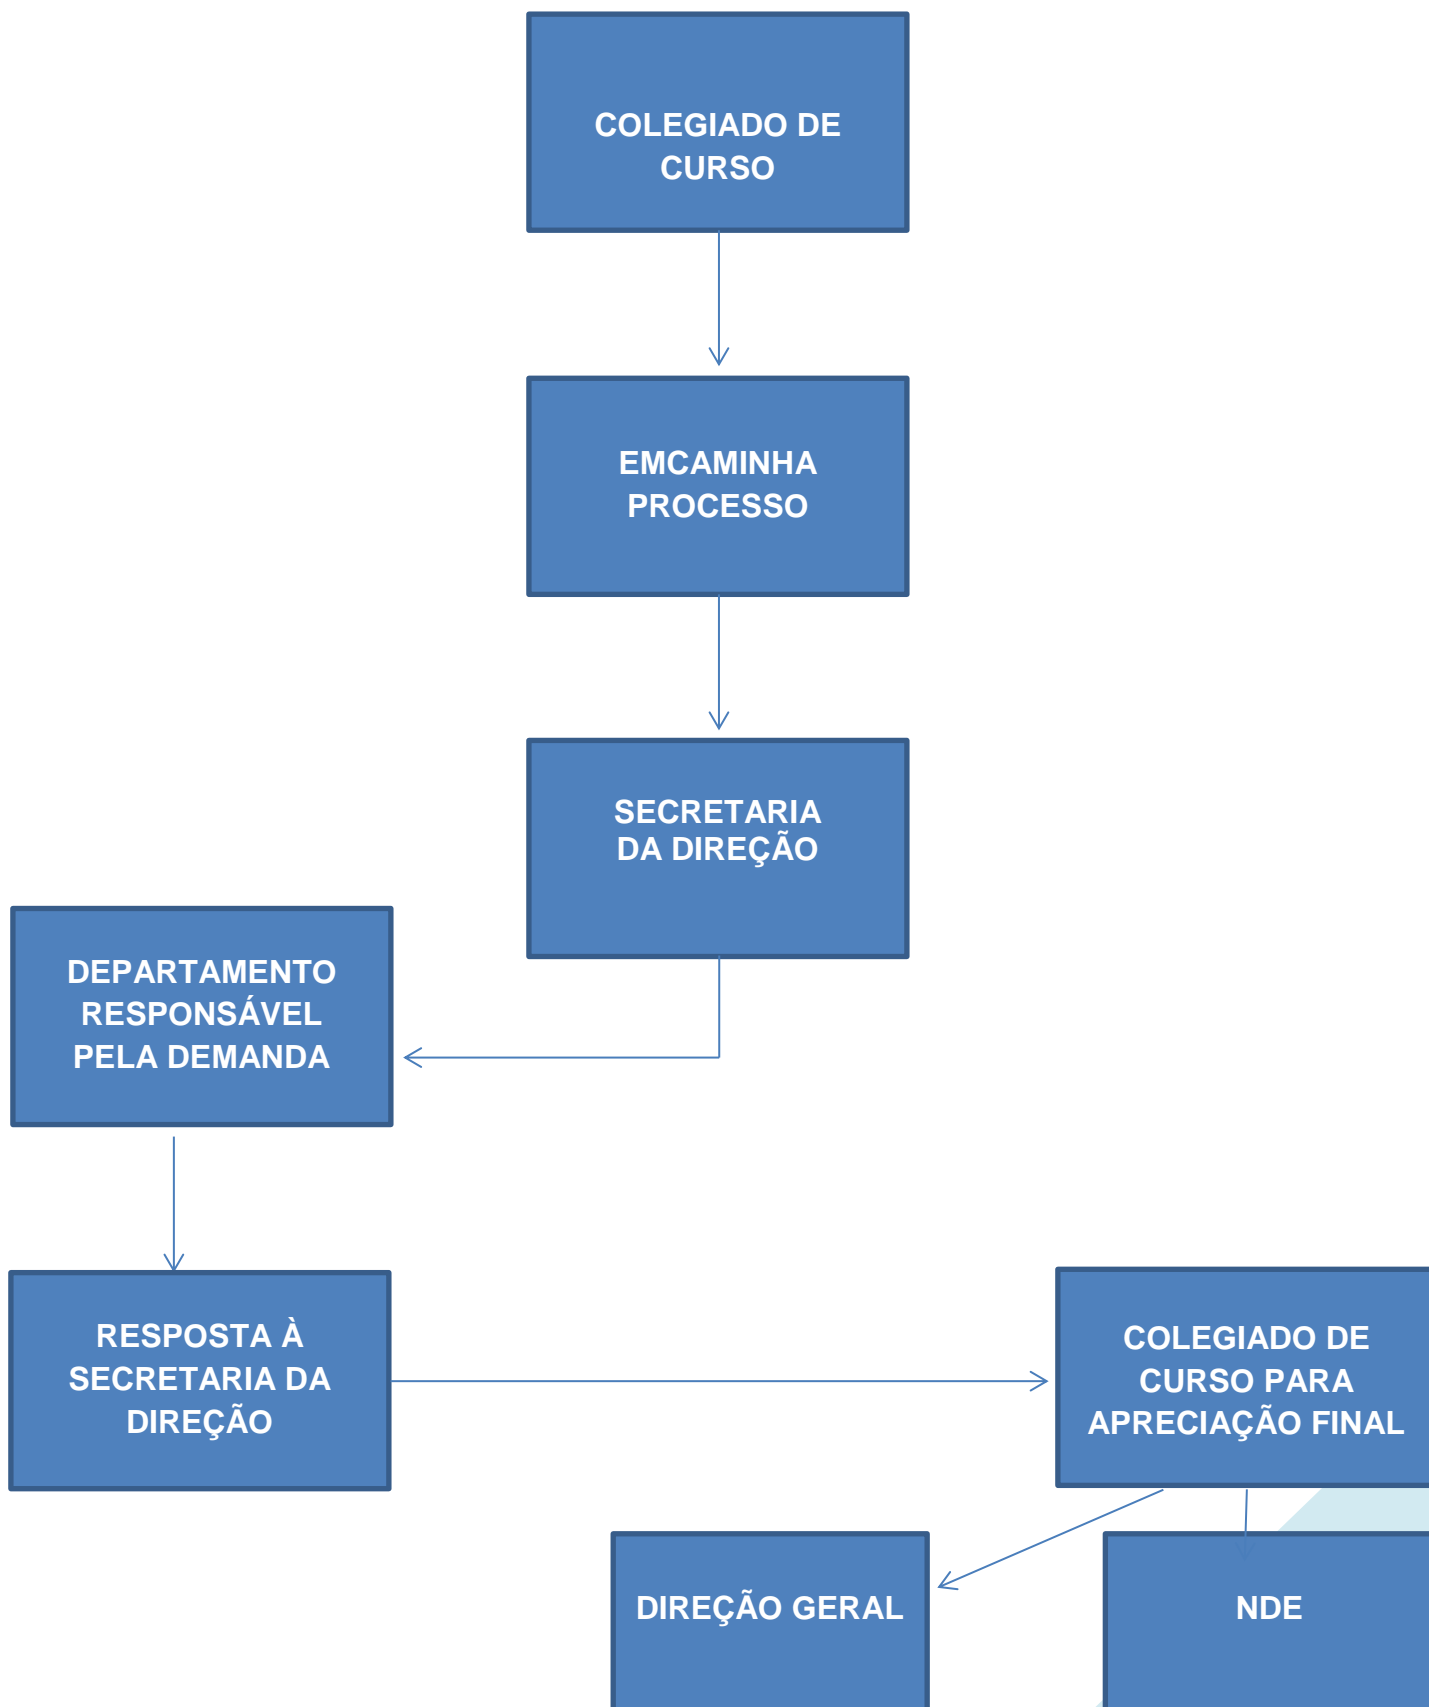 COLEGIADO DE
CURSO
EMCAMINHA
PROCESSO
SECRETARIA
DA DIREÇÃO
DEPARTAMENTO
RESPONSÁVEL
PELA DEMANDA
RESPOSTA À
SECRETARIA DA
DIREÇÃO
COLEGIADO DE
CURSO PARA
APRECIAÇÃO FINAL
DIREÇÃO GERAL
NDE